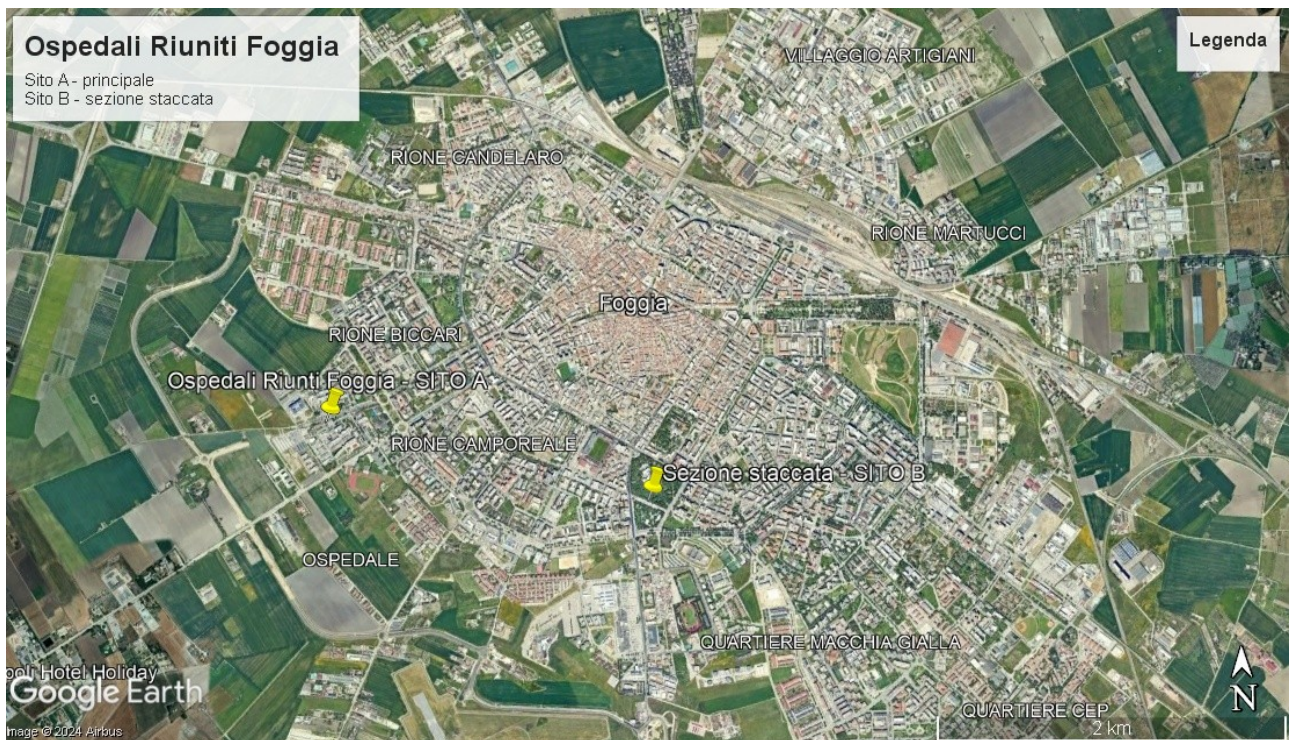 Ospedali Riuniti Foggia
Sito A - principale
Sito B - sezione staccata
Legenda
VILLAGGIO ARTIGIANI
RIONE CANDELARO
RIONE MARTUCCI
Foggia
RIONE BICCARI
Ospedali Riunti Foggia - SITO A
RIONE CAMPOREALE
Sezione staccata - SITO B
OSPEDALE
QUARTIERE MACCHIA GIALLA
poli Hotel Holiday
Google Earth
N
QUARTIERE CEP
2 km
Image © 2024 Airbus